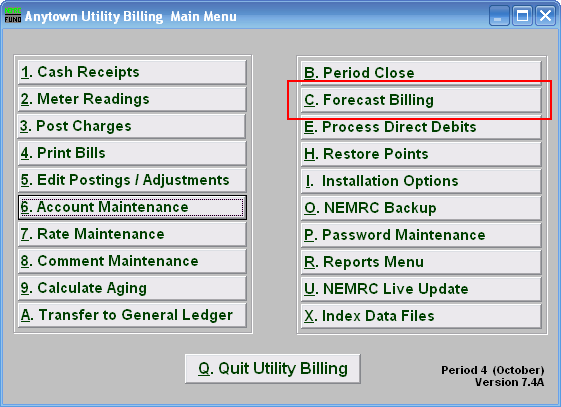 Anytown Utility Billing Main Menu
1. Cash Receipts
2. Meter Readings
3. Post Charges
4. Print Bills
5. Edit Postings / Adjustments
6. Account Maintenance
7. Rate Maintenance
8. Comment Maintenance
9. Calculate Aging
A. Transfer to General Ledger
B. Period Close
C. Forecast Billing
E. Process Direct Debits
H. Restore Points
I. Installation Options
O. NEMRC Backup
P. Password Maintenance
R. Reports Menu
U. NEMRC Live Update
X. Index Data Files
Q. Quit Utility Billing
Period 4 (October)
Version 7.4A